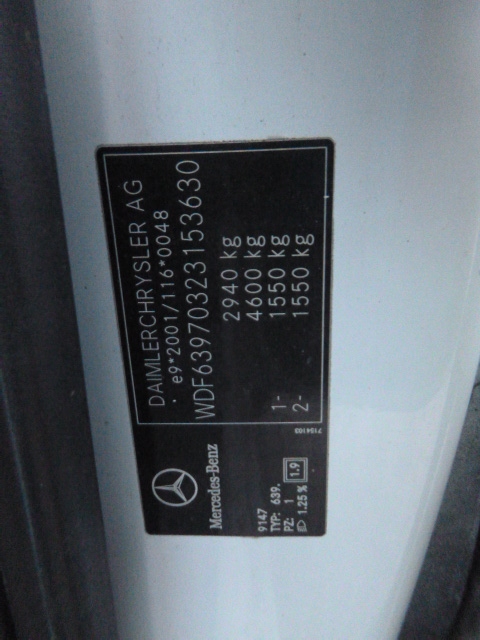 DAIMLERCHRYSLER AG
· e9*2001/116*0048
WDF63970323153630
2940 kg
4600 kg
1- 1550 kg
2- 1550 kg
7154103
Mercedes-Benz
9147
TYP: 639.
PZ: 1
1.25 %
1.9